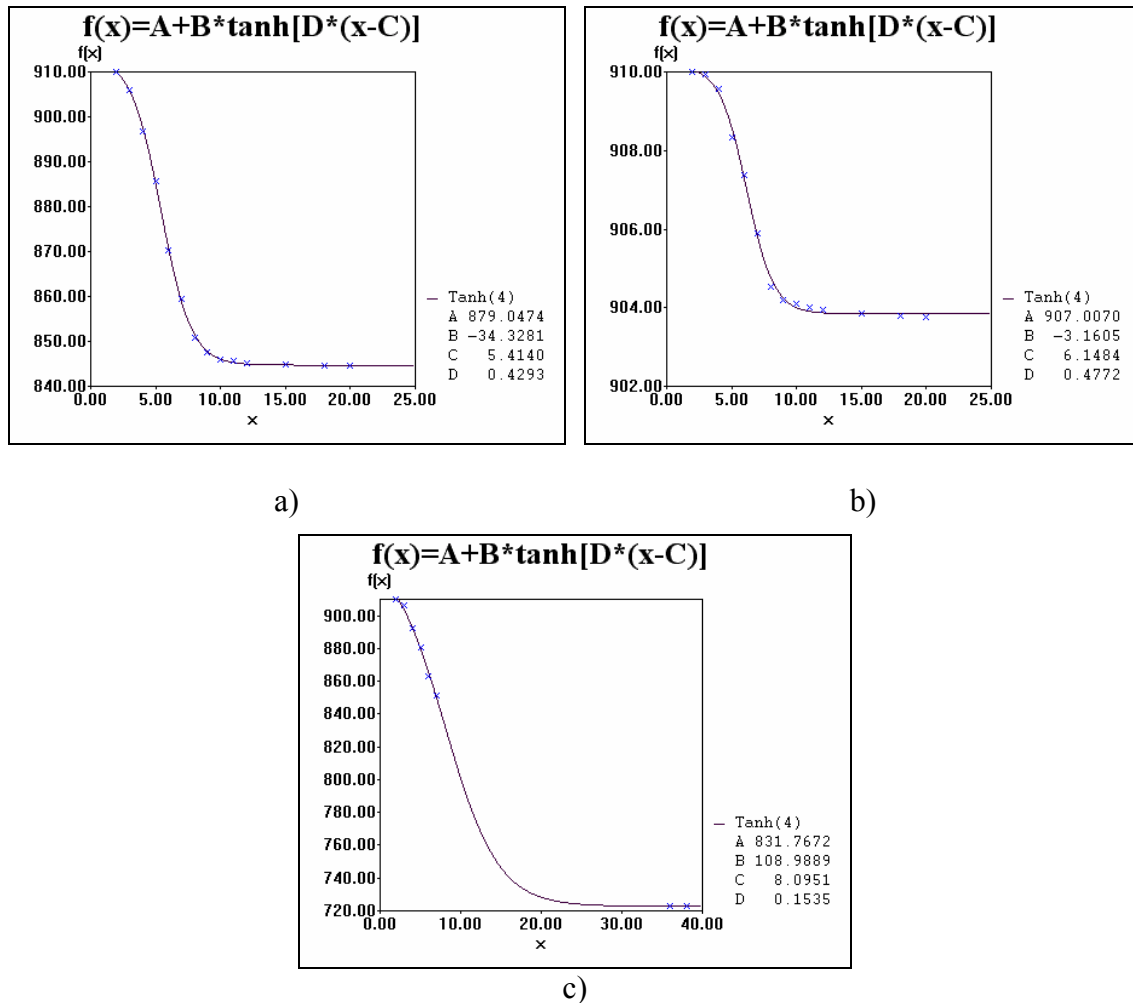 f(x)=A+B*tanh[D*(x-C)]
f(x)
910.00
900.00
890.00
880.00
870.00
860.00
850.00
840.00
0.00 5.00 10.00 15.00 20.00 25.00
x
Tanh(4)
A 879.0474
B -34.3281
C 5.4140
D 0.4293
a)
f(x)=A+B*tanh[D*(x-C)]
f(x)
910.00
908.00
906.00
904.00
902.00
0.00 5.00 10.00 15.00 20.00 25.00
x
Tanh(4)
A 907.0070
B -3.1605
C 6.1484
D 0.4772
b)
f(x)=A+B*tanh[D*(x-C)]
f(x)
900.00
880.00
860.00
840.00
820.00
800.00
780.00
760.00
740.00
720.00
0.00 10.00 20.00 30.00 40.00
x
Tanh(4)
A 831.7672
B 108.9889
C 8.0951
D 0.1535
c)